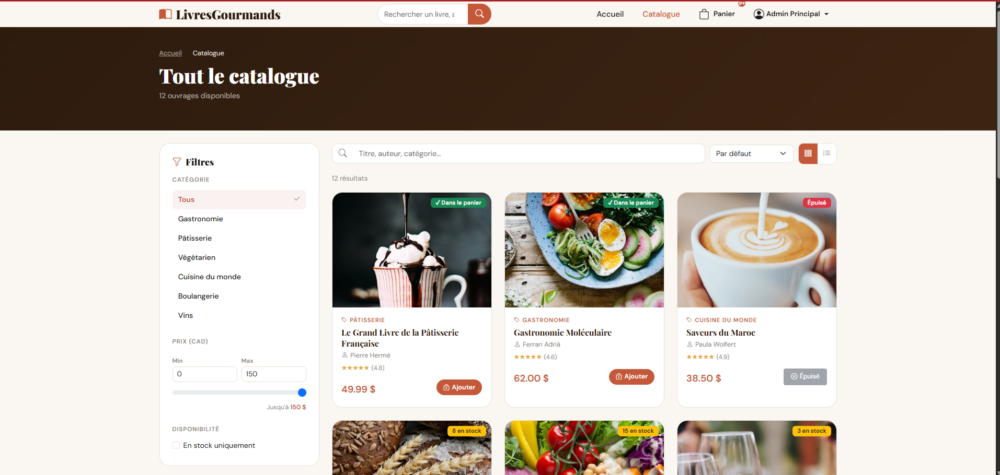 LivresGourmands
Rechercher un livre, a
Accueil
Catalogue
Panier
9+
Admin Principal
Accueil
Catalogue
Tout le catalogue
12 ouvrages disponibles
Filtres
CATÉGORIE
Tous
Gastronomie
Pâtisserie
Végétarien
Cuisine du monde
Boulangerie
Vins
PRIX (CAD)
Min
Max
0
150
Jusqu'à 150 $
DISPONIBILITÉ
En stock uniquement
Titre, auteur, catégorie...
Par défaut
12 résultats
✓ Dans le panier
PÂTISSERIE
Le Grand Livre de la Pâtisserie
Française
Pierre Hermé
★★★★★ (4.8)
49.99 $
Ajouter
✓ Dans le panier
GASTRONOMIE
Gastronomie Moléculaire
Ferran Adrià
★★★★★ (4.6)
62.00 $
Ajouter
Épuisé
CUISINE DU MONDE
Saveurs du Maroc
Paula Wolfert
★★★★★ (4.9)
38.50 $
Épuisé
8 en stock
15 en stock
3 en stock